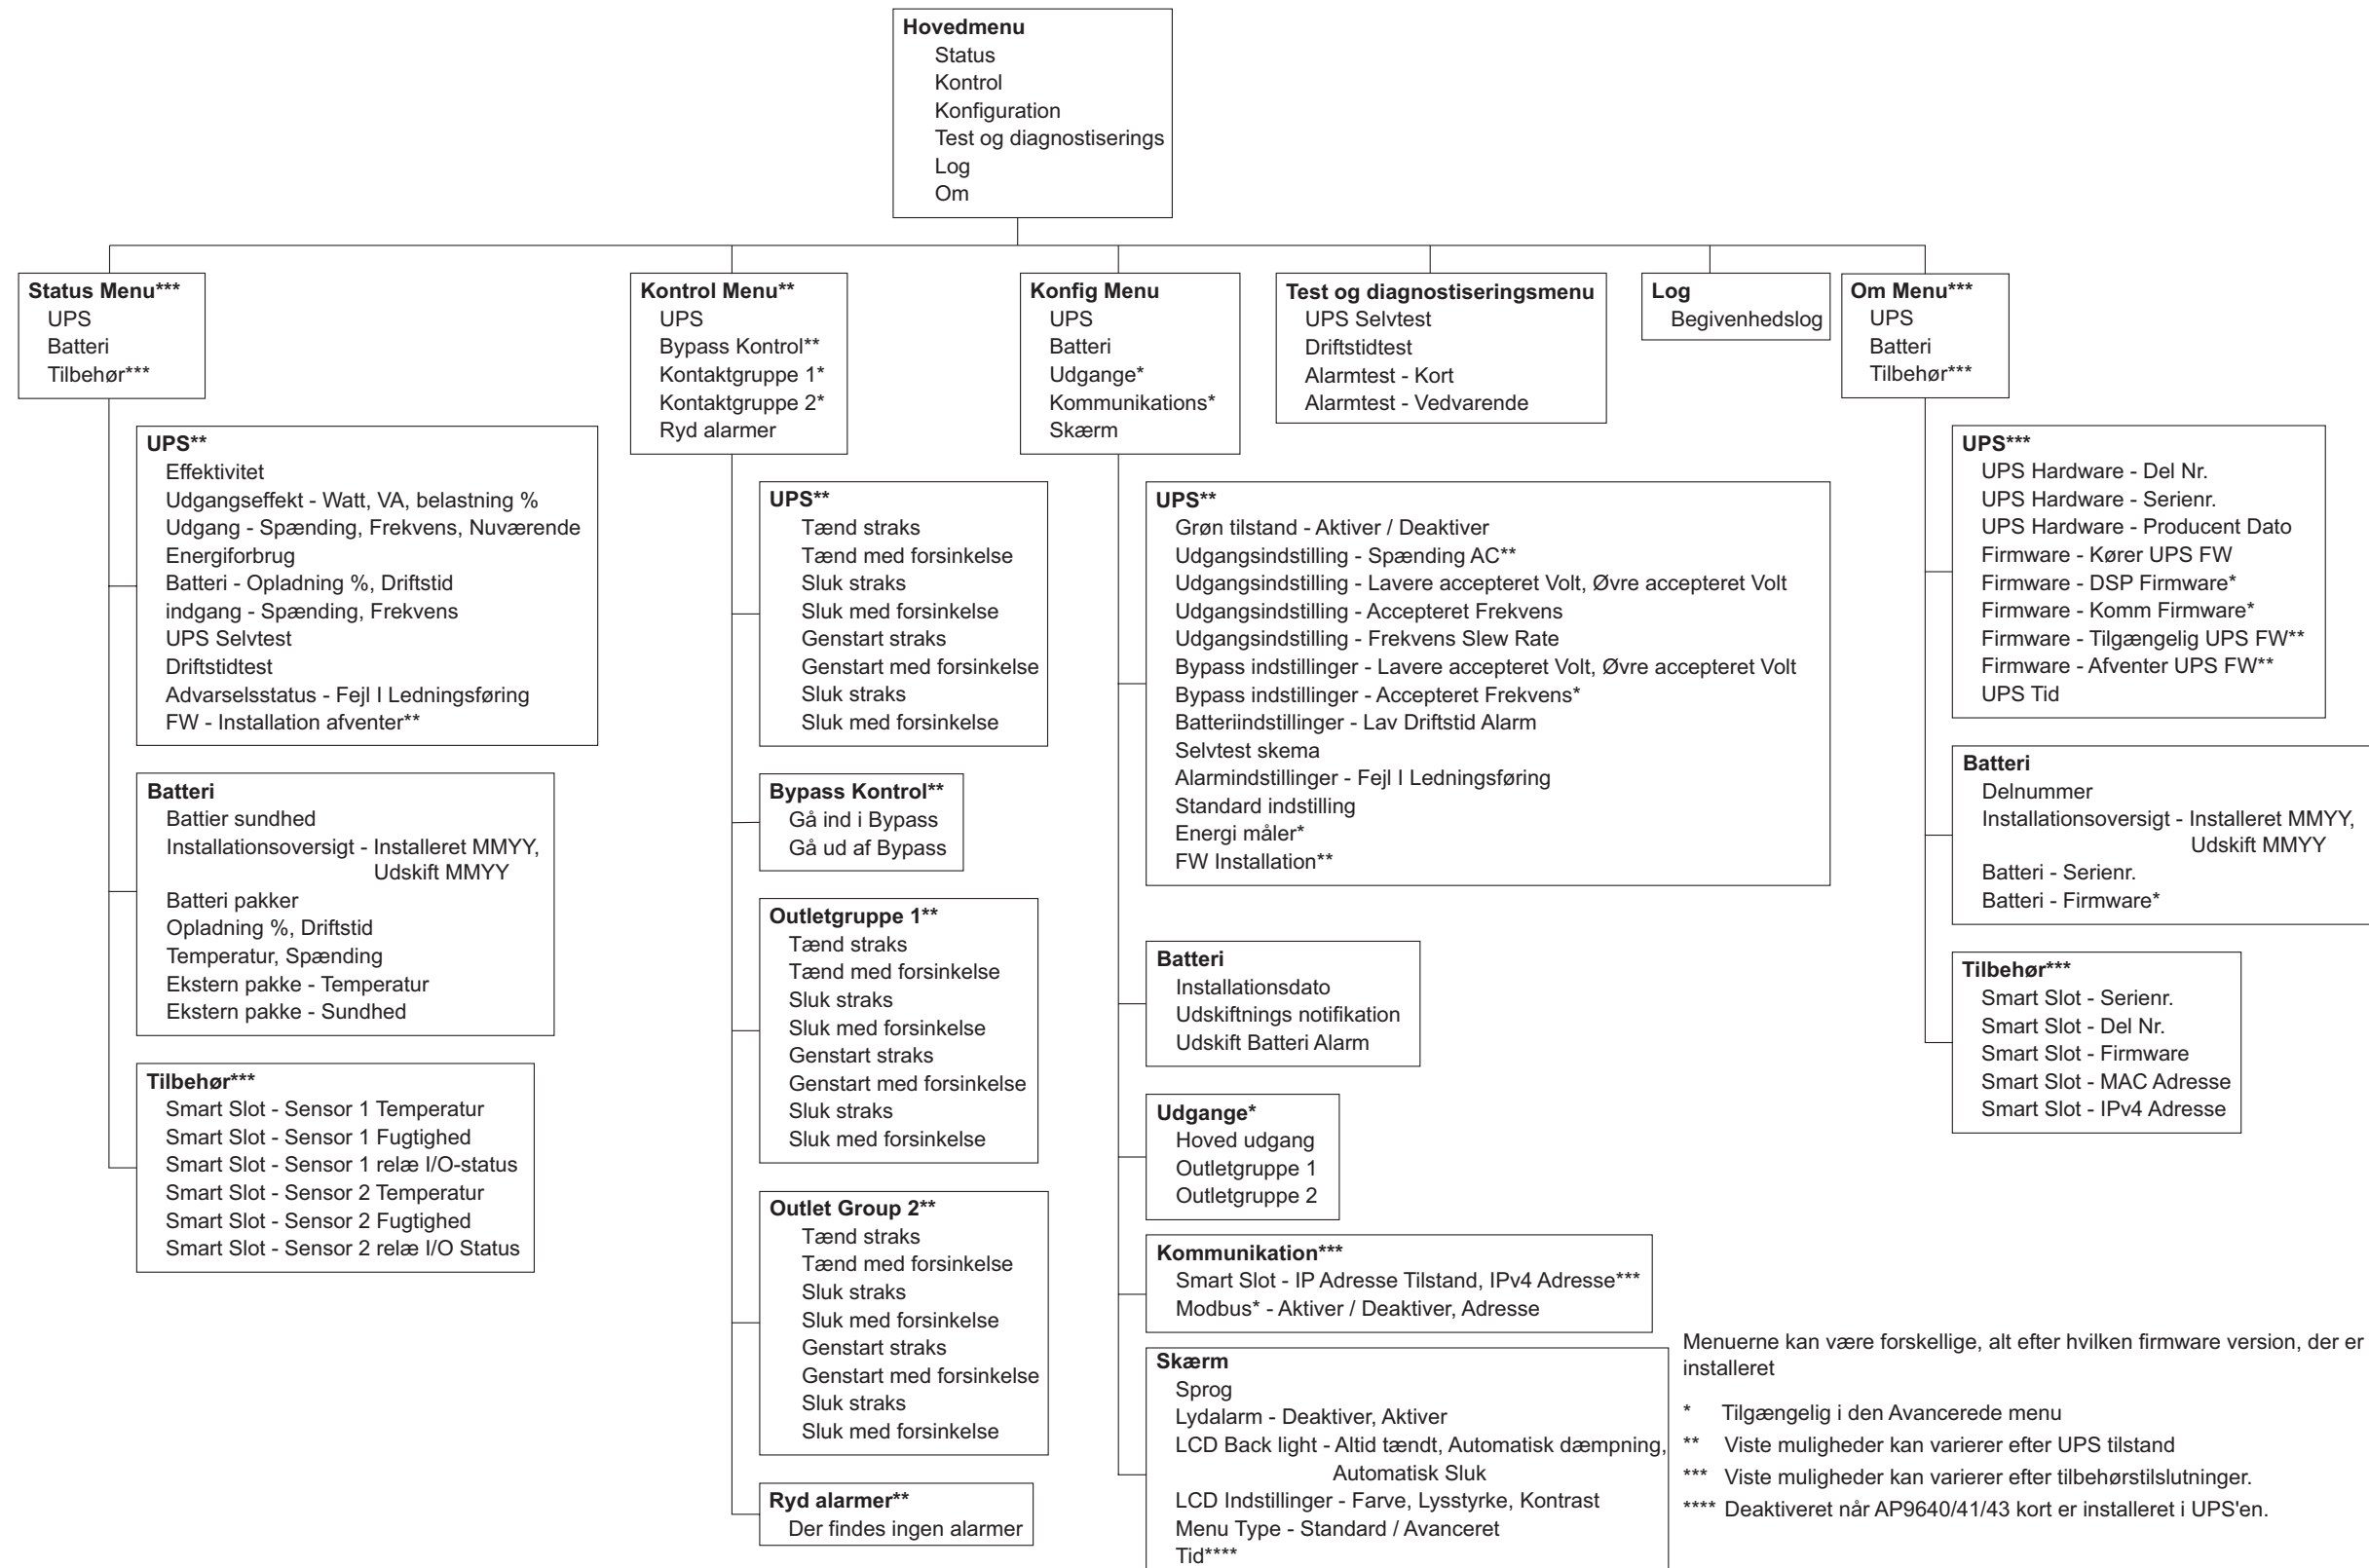 Hovedmenu
Status
Kontrol
Konfiguration
Test og diagnostiserings
Log
Om
Status Menu***
UPS
Batteri
Tilbehør***
UPS**
Effektivitet
Udgangseffekt - Watt, VA, belastning %
Udgang - Spænding, Frekvens, Nuværende
Energiforbrug
Batteri - Opladning %, Driftstid
indgang - Spænding, Frekvens
UPS Selvtest
Driftstidtest
Advarselsstatus - Fejl I Ledningsføring
FW - Installation afventer**
Batteri
Battier sundhed
Installationsoversigt - Installeret MMYY,
Udskift MMYY
Batteri pakker
Opladning %, Driftstid
Temperatur, Spænding
Ekstern pakke - Temperatur
Ekstern pakke - Sundhed
Tilbehør***
Smart Slot - Sensor 1 Temperatur
Smart Slot - Sensor 1 Fugtighed
Smart Slot - Sensor 1 relæ I/O-status
Smart Slot - Sensor 2 Temperatur
Smart Slot - Sensor 2 Fugtighed
Smart Slot - Sensor 2 relæ I/O Status
Kontrol Menu**
UPS
Bypass Kontrol**
Kontaktgruppe 1*
Kontaktgruppe 2*
Ryd alarmer
UPS**
Tænd straks
Tænd med forsinkelse
Sluk straks
Sluk med forsinkelse
Genstart straks
Genstart med forsinkelse
Sluk straks
Sluk med forsinkelse
Bypass Kontrol**
Gå ind i Bypass
Gå ud af Bypass
Outletgruppe 1**
Tænd straks
Tænd med forsinkelse
Sluk straks
Sluk med forsinkelse
Genstart straks
Genstart med forsinkelse
Sluk straks
Sluk med forsinkelse
Outlet Group 2**
Tænd straks
Tænd med forsinkelse
Sluk straks
Sluk med forsinkelse
Genstart straks
Genstart med forsinkelse
Sluk straks
Sluk med forsinkelse
Ryd alarmer**
Der findes ingen alarmer
Konfig Menu
UPS
Batteri
Udgange*
Kommunikations*
Skærm
UPS**
Grøn tilstand - Aktiver / Deaktiver
Udgangsindstilling - Spænding AC**
Udgangsindstilling - Lavere accepteret Volt, Øvre accepteret Volt
Udgangsindstilling - Accepteret Frekvens
Udgangsindstilling - Frekvens Slew Rate
Bypass indstillinger - Lavere accepteret Volt, Øvre accepteret Volt
Bypass indstillinger - Accepteret Frekvens*
Batteriindstillinger - Lav Driftstid Alarm
Selvtest skema
Alarmindstillinger - Fejl I Ledningsføring
Standard indstilling
Energi måler*
FW Installation**
Batteri
Installationsdato
Udskiftnings notifikation
Udskift Batteri Alarm
Udgange*
Hoved udgang
Outletgruppe 1
Outletgruppe 2
Kommunikation***
Smart Slot - IP Adresse Tilstand, IPv4 Adresse***
Modbus* - Aktiver / Deaktiver, Adresse
Skærm
Sprog
Lydalarm - Deaktiver, Aktiver
LCD Back light - Altid tændt, Automatisk dæmpning,
Automatisk Sluk
LCD Indstillinger - Farve, Lysstyrke, Kontrast
Menu Type - Standard / Avanceret
Tid****
Test og diagnostiseringsmenu
UPS Selvtest
Driftstidtest
Alarmtest - Kort
Alarmtest - Vedvarende
Log
Begivenhedslog
Om Menu***
UPS
Batteri
Tilbehør***
UPS***
UPS Hardware - Del Nr.
UPS Hardware - Serienr.
UPS Hardware - Producent Dato
Firmware - Kører UPS FW
Firmware - DSP Firmware*
Firmware - Komm Firmware*
Firmware - Tilgængelig UPS FW**
Firmware - Afventer UPS FW**
UPS Tid
Batteri
Delnummer
Installationsoversigt - Installeret MMYY,
Udskift MMYY
Batteri - Serienr.
Batteri - Firmware*
Tilbehør***
Smart Slot - Serienr.
Smart Slot - Del Nr.
Smart Slot - Firmware
Smart Slot - MAC Adresse
Smart Slot - IPv4 Adresse
Menuerne kan være forskellige, alt efter hvilken firmware version, der er
installeret
* Tilgængelig i den Avancerede menu
** Viste muligheder kan varierer efter UPS tilstand
*** Viste muligheder kan varierer efter tilbehørstilslutninger.
**** Deaktiveret når AP9640/41/43 kort er installeret i UPS'en.